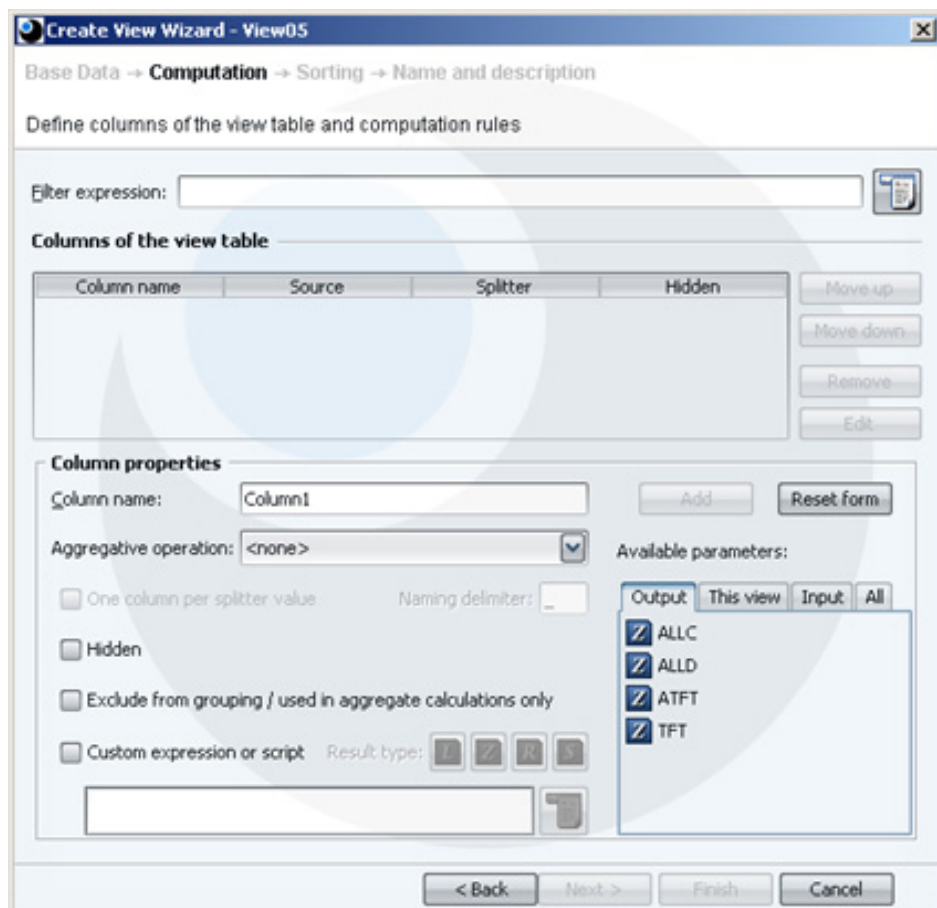 Create View Wizard - View05
Base Data → Computation → Sorting → Name and description
Define columns of the view table and computation rules
Filter expression:
Columns of the view table
Column name Source Splitter Hidden
Move up
Move down
Remove
Edit
Column properties
Column name: Column1 Add Reset form
Aggregative operation: <none> Available parameters:
One column per splitter value Naming delimiter: _
Output This view Input All
Hidden
Z ALLC
Z ALLD
Exclude from grouping / used in aggregate calculations only
Z ATFT
Z TFT
Custom expression or script Result type: L Z R S
< Back Next > Finish Cancel